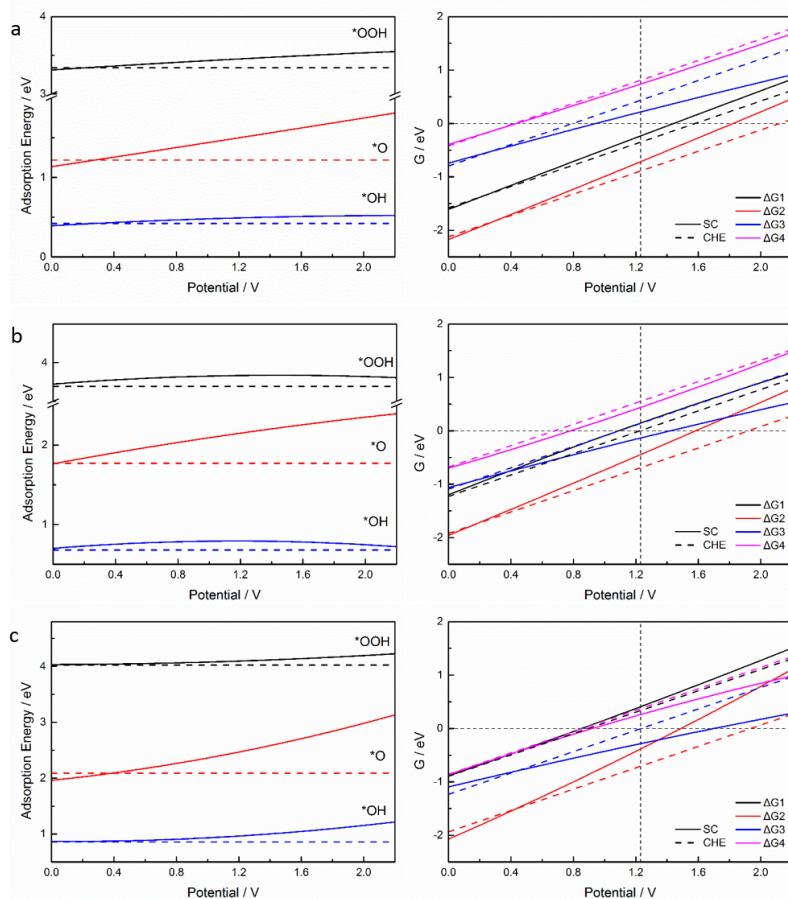 a
4
3
2
1
0
Adsorption Energy / eV
*OOH
*O
*OH
0.0 0.4 0.8 1.2 1.6 2.0
Potential / V
2
1
0
-1
-2
G / eV
SC
CHE
ΔG1
ΔG2
ΔG3
ΔG4
0.0 0.4 0.8 1.2 1.6 2.0
Potential / V
b
4
2
1
Adsorption Energy / eV
*OOH
*O
*OH
0.0 0.4 0.8 1.2 1.6 2.0
Potential / V
2
1
0
-1
-2
G / eV
SC
CHE
ΔG1
ΔG2
ΔG3
ΔG4
0.0 0.4 0.8 1.2 1.6 2.0
Potential / V
c
4
3
2
1
Adsorption Energy / eV
*OOH
*O
*OH
0.0 0.4 0.8 1.2 1.6 2.0
Potential / V
2
1
0
-1
-2
G / eV
SC
CHE
ΔG1
ΔG2
ΔG3
ΔG4
0.0 0.4 0.8 1.2 1.6 2.0
Potential / V